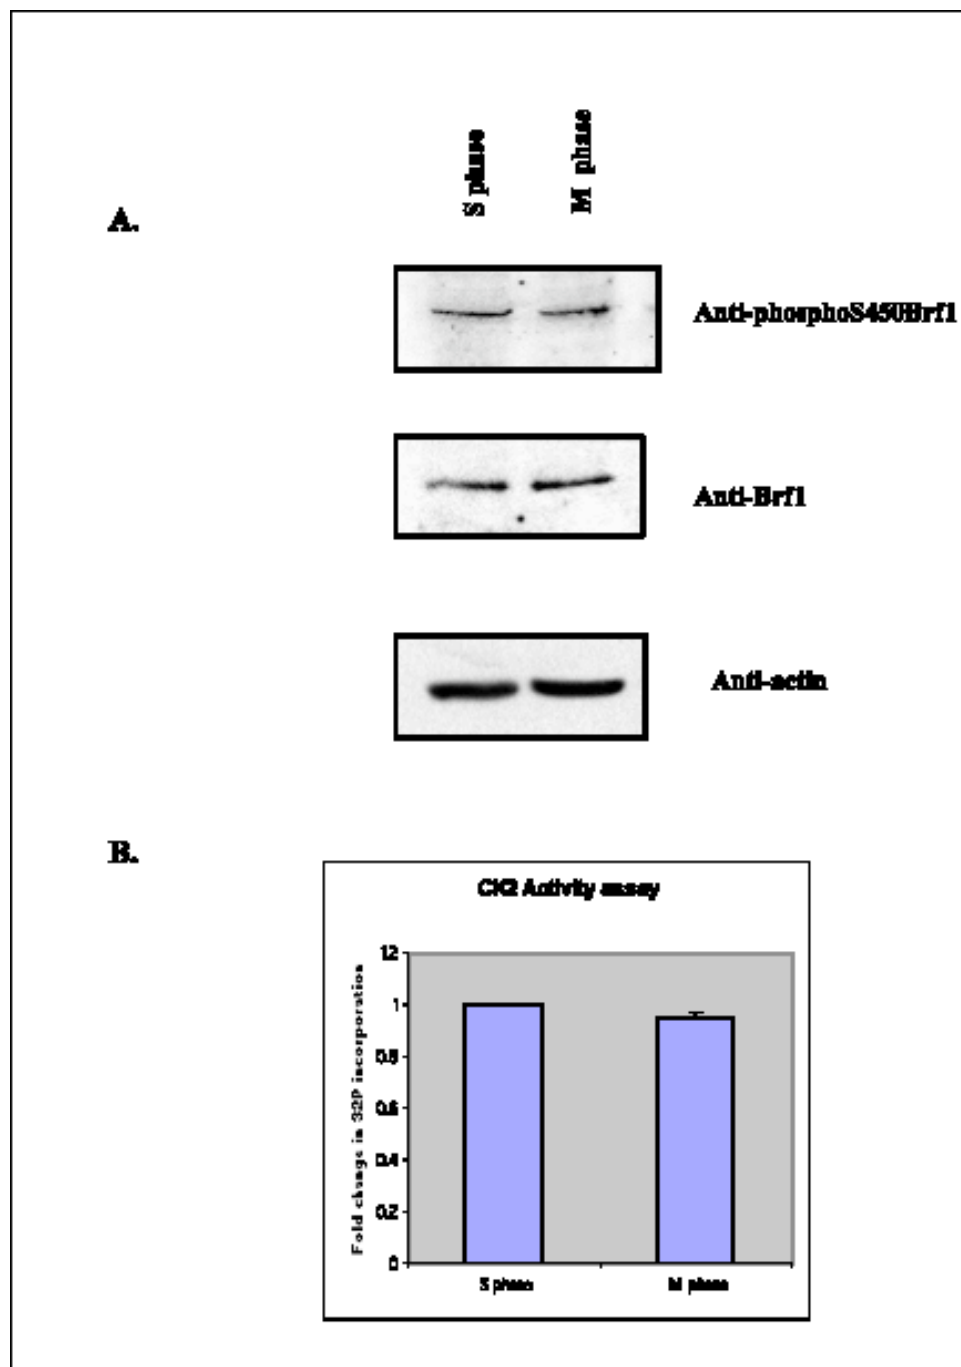 S phase
M phase
A.
Anti-phosphoS450Brf1
Anti-Brf1
Anti-actin
B.
CK2 Activity assay
Fold change in 32P incorporation
1.2
1
0.8
0.6
0.4
0.2
0
S phase
M phase